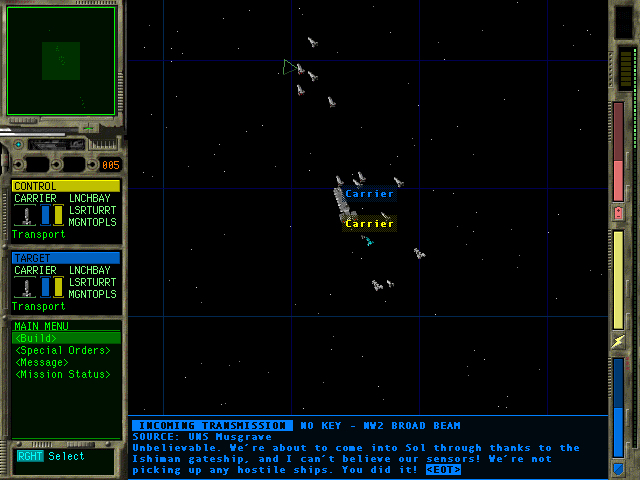 005
CONTROL
CARRIER LNCHBAY
LSRTURRT
MGNTOPLS
Transport
TARGET
CARRIER LNCHBAY
LSRTURRT
MGNTOPLS
Transport
MAIN MENU
<Build>
<Special Orders>
<Message>
<Mission Status>
RGHT Select
Carrier
Carrier
INCOMING TRANSMISSION NO KEY - NW2 BROAD BEAM
SOURCE: UNS Musgrave
Unbelievable. We're about to come into Sol through thanks to the
Ishiman gateship, and I can't believe our sensors! We're not
picking up any hostile ships. You did it! <EOT>